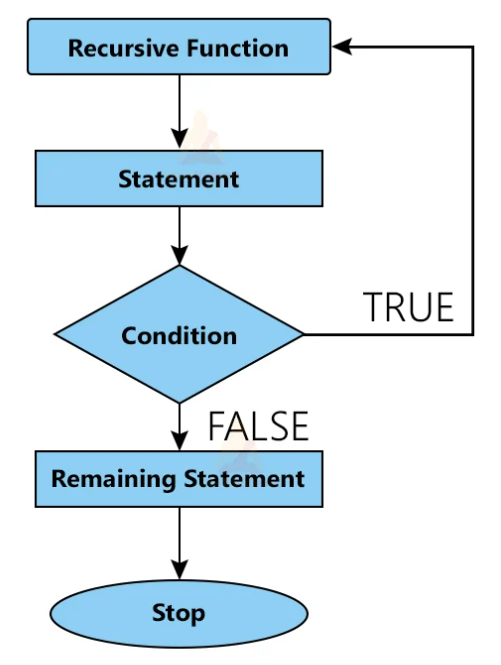 Recursive Function
Statement
Condition
TRUE
FALSE
Remaining Statement
Stop